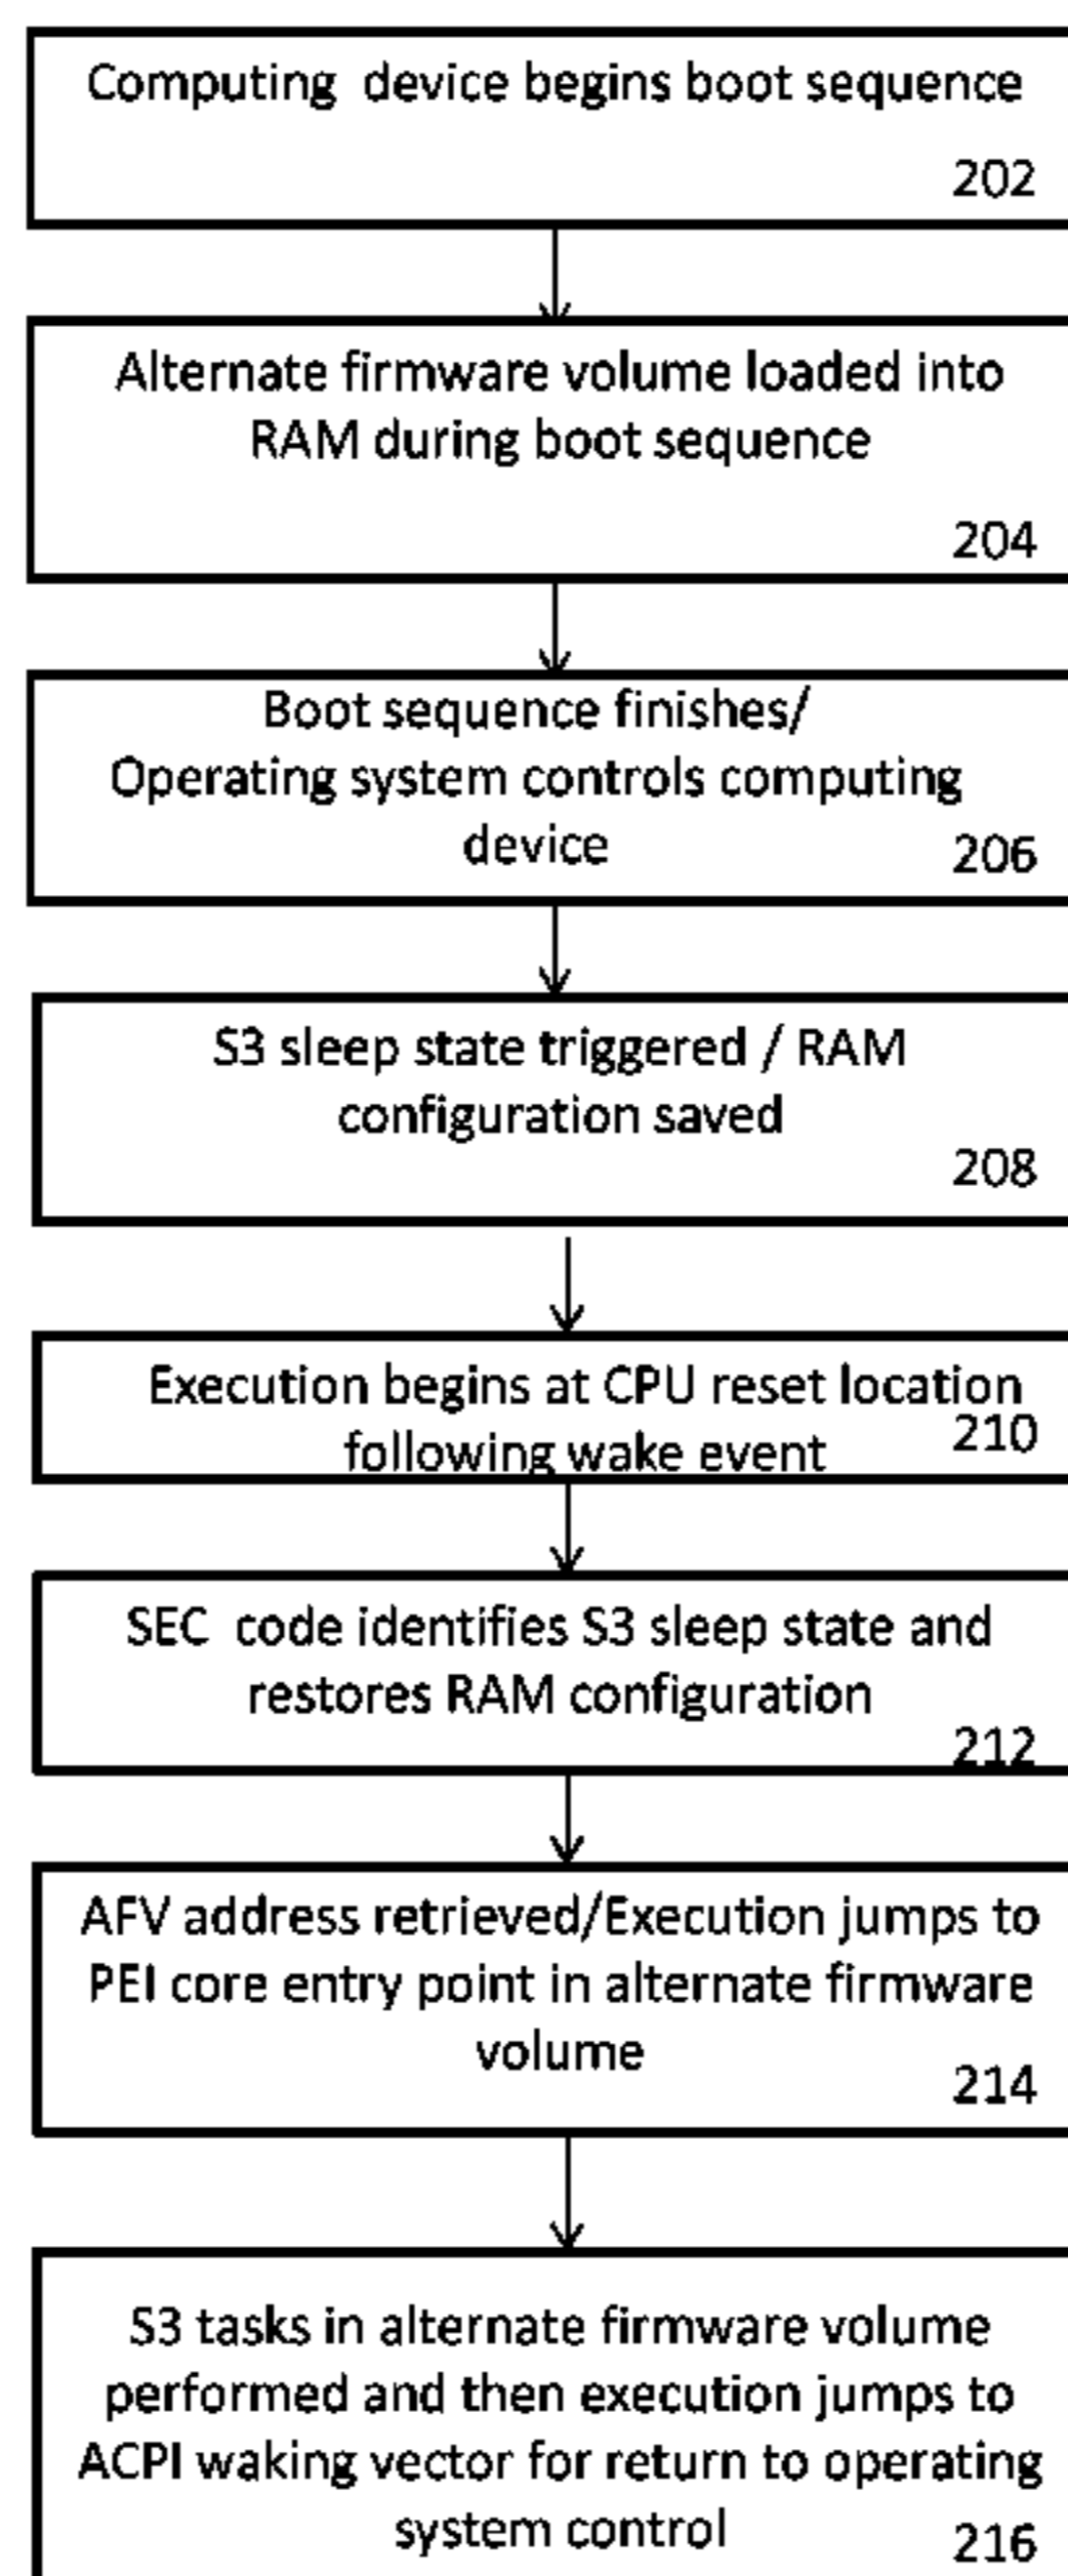 Computing device begins boot sequence
202
Alternate firmware volume loaded into
RAM during boot sequence
204
Boot sequence finishes/
Operating system controls computing
device
206
S3 sleep state triggered / RAM
configuration saved
208
Execution begins at CPU reset location
following wake event
210
SEC code identifies S3 sleep state and
restores RAM configuration
212
AFV address retrieved/Execution jumps to
PEI core entry point in alternate firmware
volume
214
S3 tasks in alternate firmware volume
performed and then execution jumps to
ACPI waking vector for return to operating
system control
216